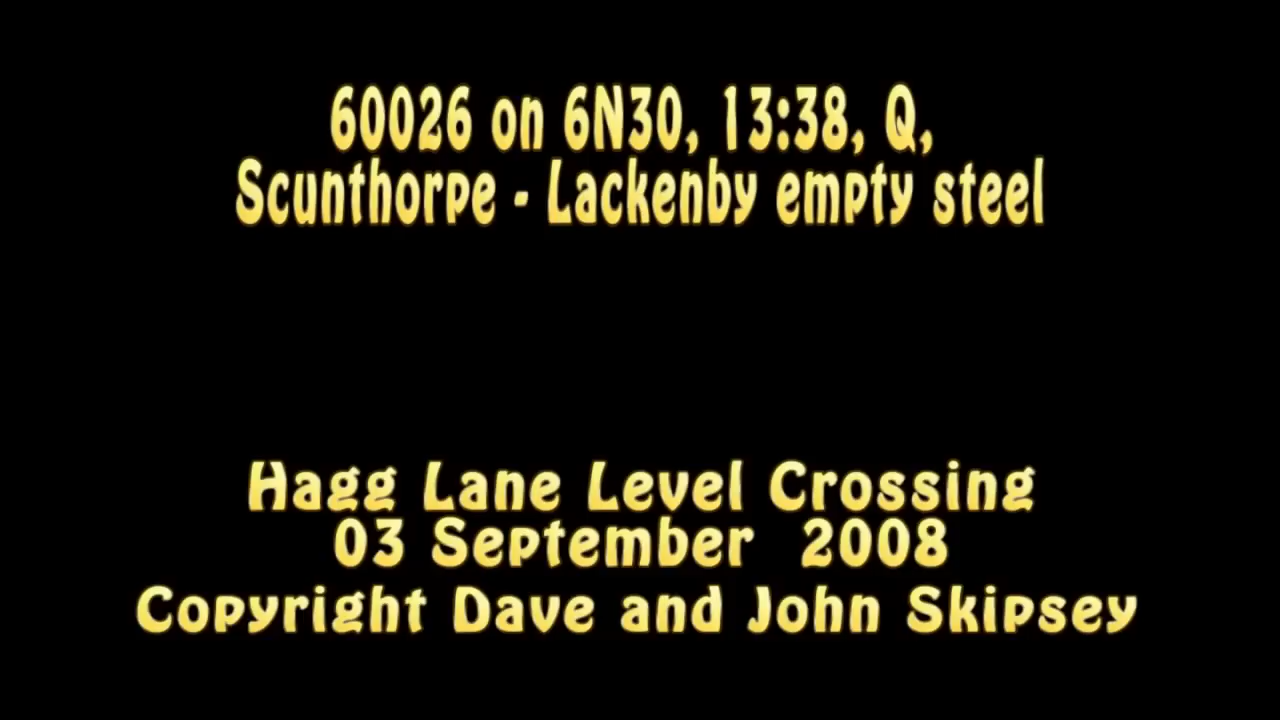 60026 on 6N30, 13:38, Q,
Scunthorpe - Lackenby empty steel
Hagg Lane Level Crossing
03 September 2008
Copyright Dave and John Skipsey